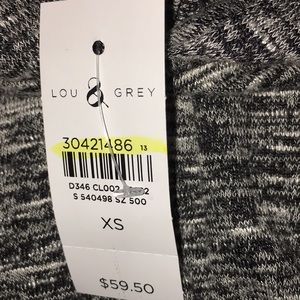 LOU & GREY
30421486 13
D346 CL002
S 540498 SZ 500
XS
$59.50